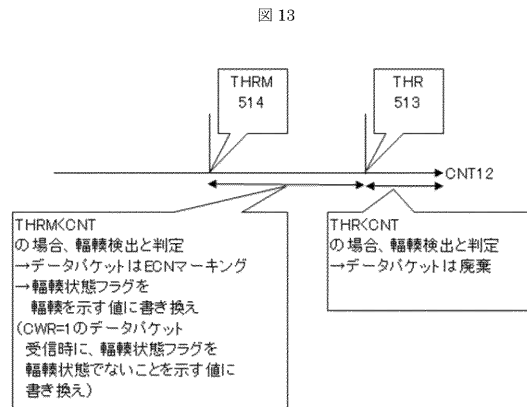 図 13
THRM
514
THR
513
CNT12
THRM<CNT
の場合、輻輳検出と判定
→データパケットはECNマーキング
→輻輳状態フラグを
輻輳を示す値に書き換え
(CWR=1のデータパケット
受信時に、輻輳状態フラグを
輻輳状態でないことを示す値に
書き換え)
THR<CNT
の場合、輻輳検出と判定
→データパケットは廃棄